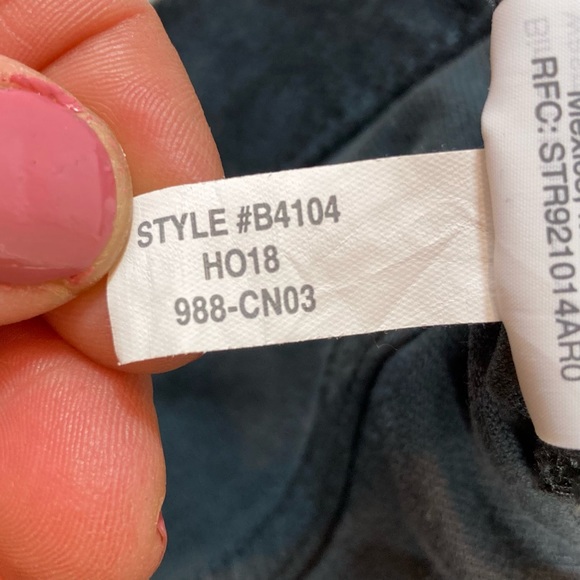 STYLE #B4104
HO18
988-CN03
RFC: STR921014AR0